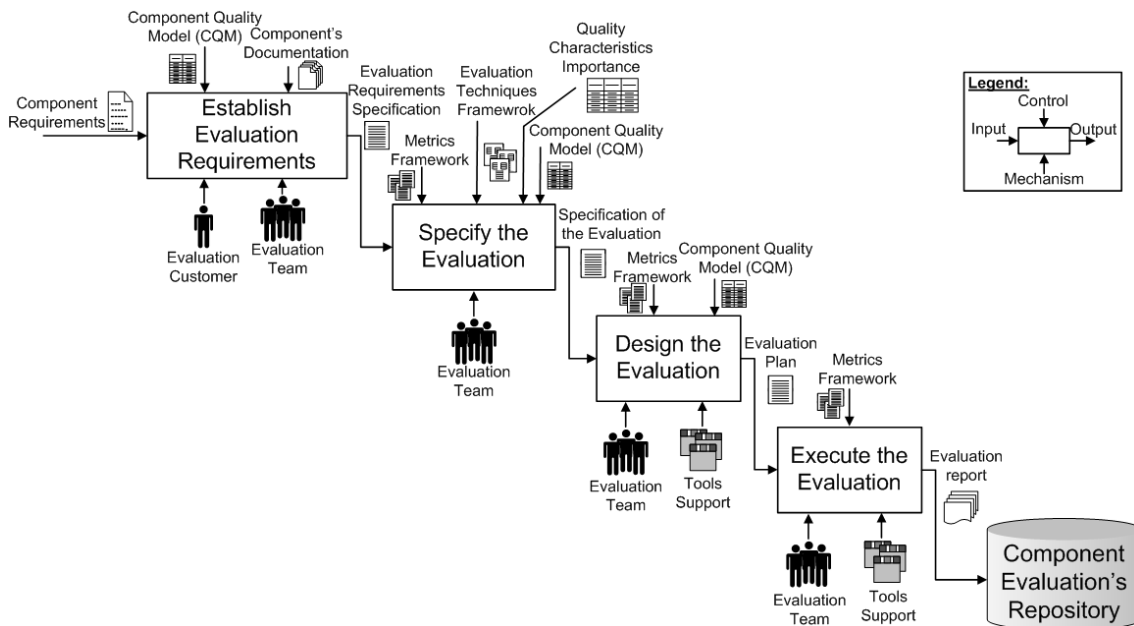 Component Quality
Model (CQM)
Component's
Documentation
Component
Requirements
Establish
Evaluation
Requirements
Evaluation
Customer
Evaluation
Team
Evaluation
Requirements
Specification
Metrics
Framework
Evaluation
Techniques
Framewrok
Quality
Characteristics
Importance
Component Quality
Model (CQM)
Specify the
Evaluation
Evaluation
Team
Specification of
the Evaluation
Metrics
Framework
Component Quality
Model (CQM)
Design the
Evaluation
Evaluation
Team
Tools
Support
Evaluation
Plan
Metrics
Framework
Execute the
Evaluation
Evaluation
Team
Tools
Support
Evaluation
report
Component
Evaluation's
Repository
Legend:
Control
Input
Output
Mechanism